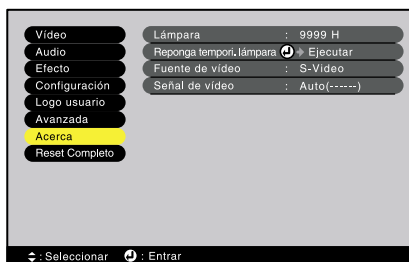 Vídeo
Audio
Efecto
Configuración
Logo usuario
Avanzada
Acerca
Reset Completo
Lámpara : 9999 H
Reponga tempori. lámpara Ejecutar
Fuente de vídeo : S-Video
Señal de vídeo : Auto(------)
: Seleccionar : Entrar